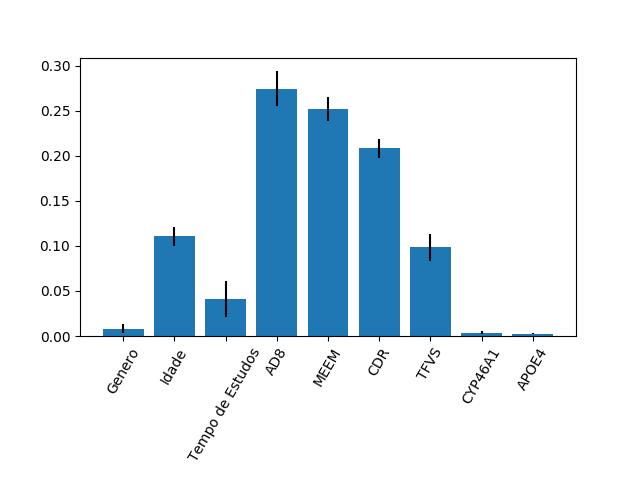 0.30
0.25
0.20
0.15
0.10
0.05
0.00
Genero
Idade
Tempo de Estudos
AD8
MEEM
CDR
TFVS
CYP46A1
APOE4